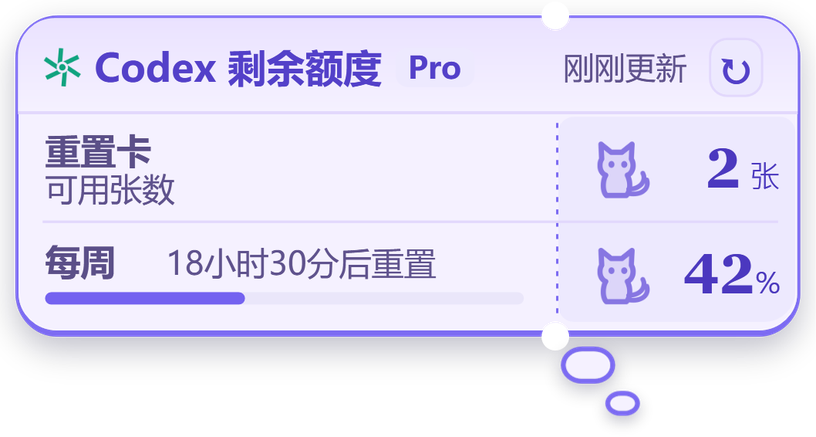 Codex 剩余额度 Pro 刚刚更新
重置卡
可用张数
2 张
每周 18小时30分后重置
42%